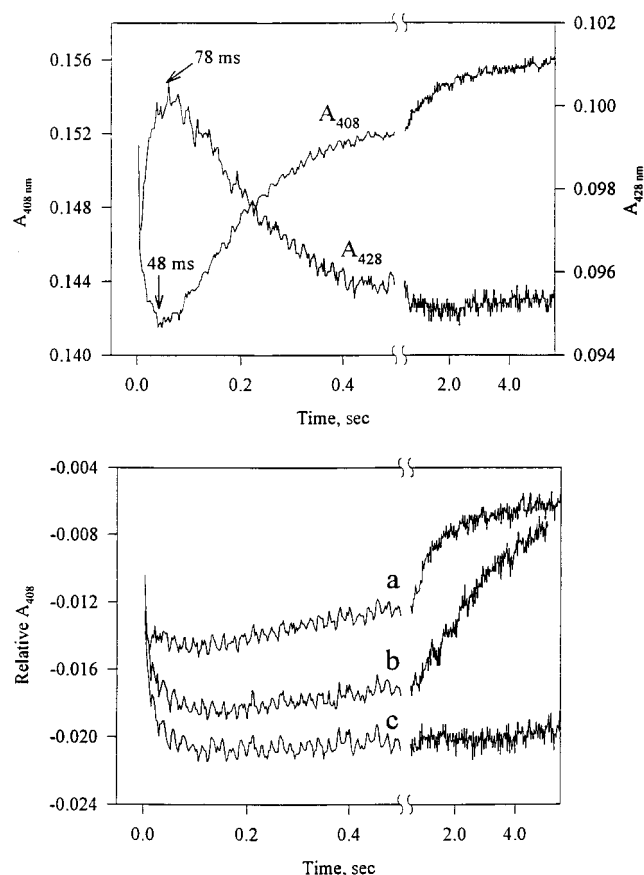 0.156
0.152
0.148
0.144
0.140
A408 nm
0.102
0.100
0.098
0.096
0.094
A428 nm
78 ms
A408
48 ms
A428
0.0 0.2 0.4 2.0 4.0
Time, sec
-0.004
-0.008
-0.012
-0.016
-0.020
-0.024
Relative A408
a
b
c
0.0 0.2 0.4 2.0 4.0
Time, sec